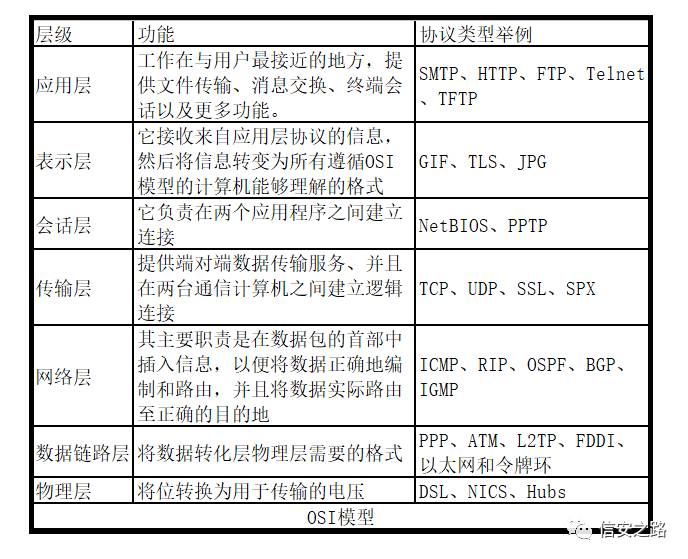 层级 功能 协议类型举例
应用层
工作在与用户最接近的地方，提
供文件传输、消息交换、终端会
话以及更多功能。
SMTP、HTTP、FTP、Telnet
、TFTP
表示层
它接收来自应用层协议的信息，
然后将信息转变为所有遵循OSI
模型的计算机能够理解的格式
GIF、TLS、JPG
会话层
它负责在两个应用程序之间建立
连接
NetBIOS、PPTP
传输层
提供端对端数据传输服务、并且
在两台通信计算机之间建立逻辑
连接
TCP、UDP、SSL、SPX
网络层
其主要职责是在数据包的首部中
插入信息，以便将数据正确地编
制和路由，并且将数据实际路由
至正确的目的地
ICMP、RIP、OSPF、BGP、
IGMP
数据链路层
将数据转化层物理层需要的格式
PPP、ATM、L2TP、FDDI、
以太网和令牌环
物理层
将位转换为用于传输的电压
DSL、NICS、Hubs
OSI模型
信安之路